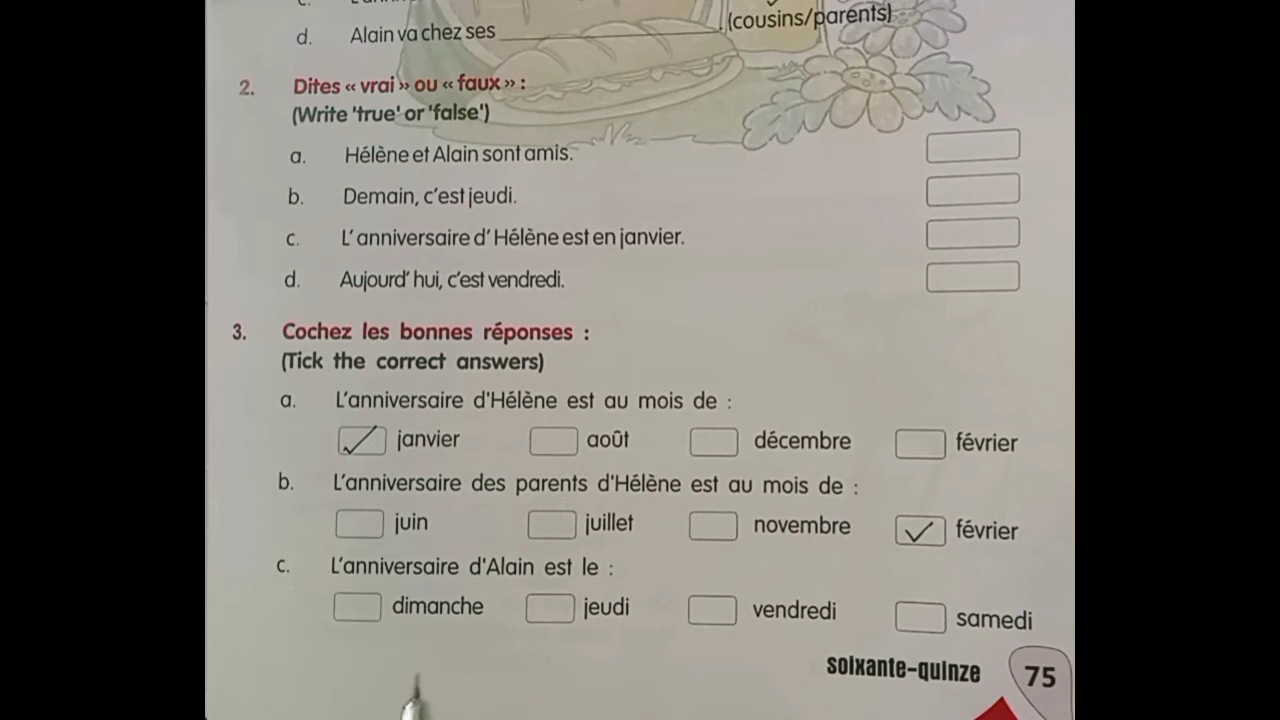 d. Alain va chez ses ____________________. (cousins/parents)
2. Dites « vrai » ou « faux » :
(Write 'true' or 'false')
a. Hélène et Alain sont amis.
b. Demain, c'est jeudi.
c. L' anniversaire d' Hélène est en janvier.
d. Aujourd' hui, c'est vendredi.
3. Cochez les bonnes réponses :
(Tick the correct answers)
a. L'anniversaire d'Hélène est au mois de :
janvier août décembre février
b. L'anniversaire des parents d'Hélène est au mois de :
juin juillet novembre février
c. L'anniversaire d'Alain est le :
dimanche jeudi vendredi samedi
soixante-quinze 75